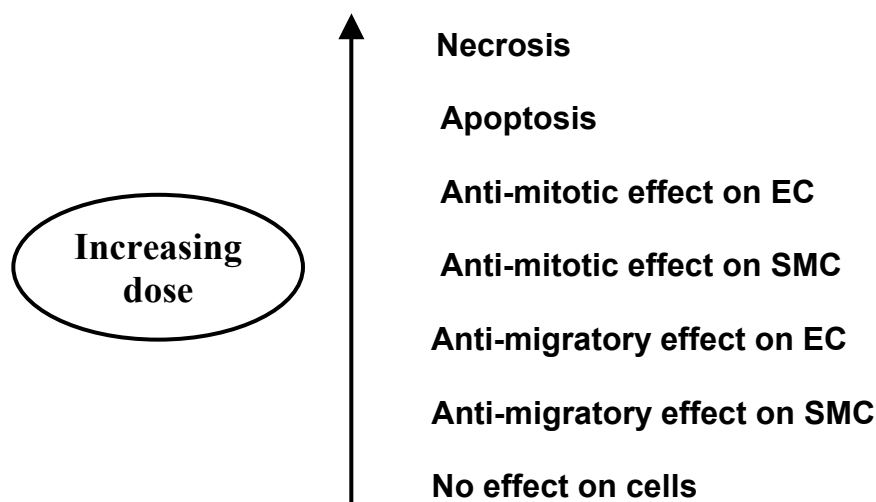 Necrosis
Apoptosis
Anti-mitotic effect on EC
Increasing
dose
Anti-mitotic effect on SMC
Anti-migratory effect on EC
Anti-migratory effect on SMC
No effect on cells